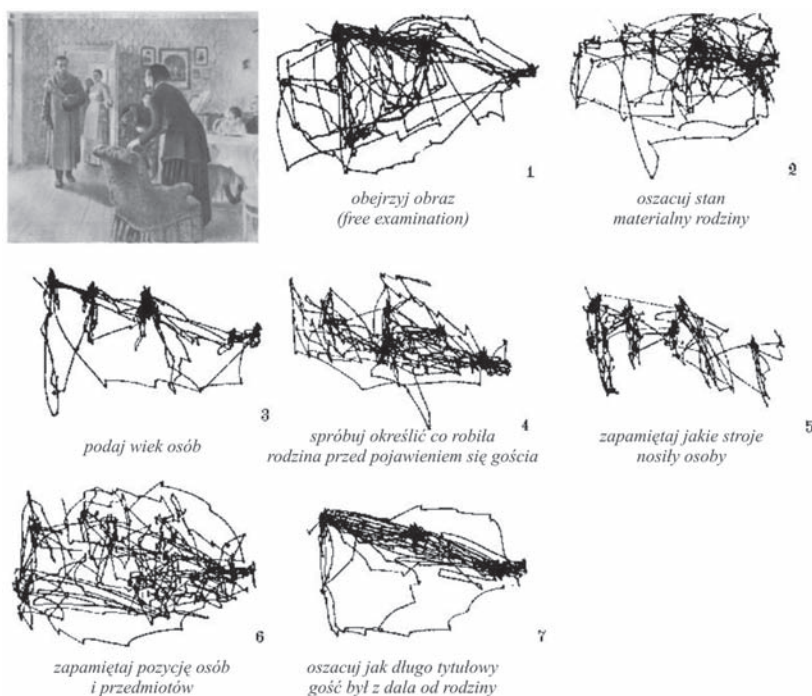 1
obejrzyj obraz
(free examination)
2
oszacuj stan
materialny rodziny
3
podaj wiek osób
4
spróbuj określić co robiła
rodzina przed pojawieniem się gościa
5
zapamiętaj jakie stroje
nosiły osoby
6
zapamiętaj pozycję osób
i przedmiotów
7
oszacuj jak długo tytułowy
gość był z dala od rodziny